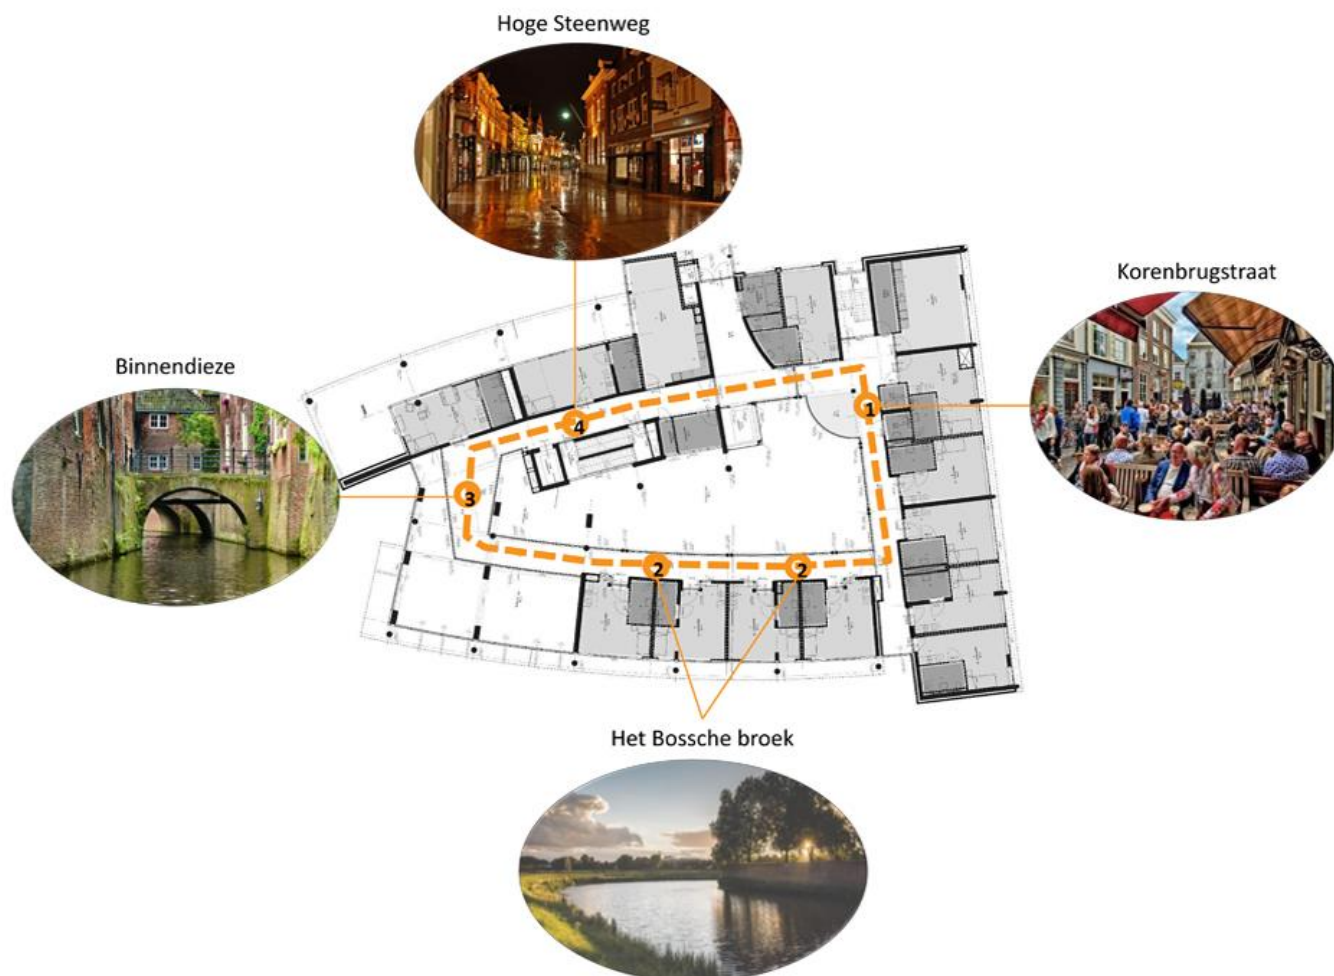 Hoge Steenweg
Korenbrugstraat
Binnendieze
1
4
3
2
2
Het Bossche broek